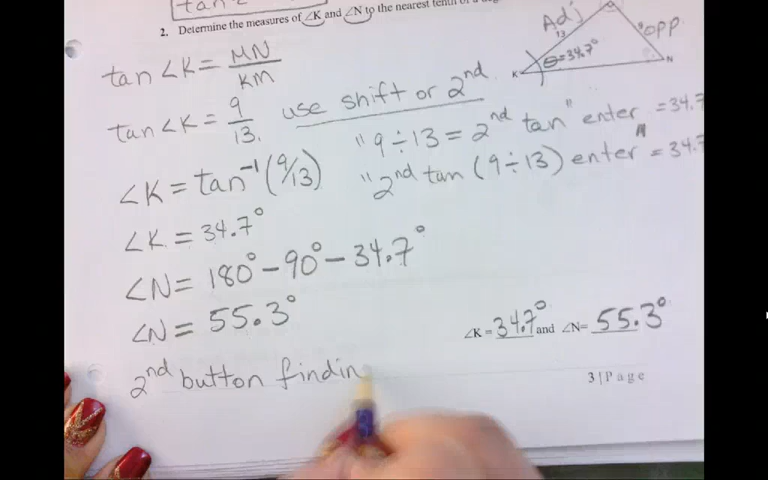 tan
2. Determine the measures of ∠K and ∠N to the nearest tenth of a
Adj
13
opp
9
θ=34.7°
K
N
tan ∠K = MN/KM
tan ∠K = 9/13. use shift or 2nd
"9÷13 = 2nd tan" enter = 34.7
∠K = tan⁻¹(9/13)
"2nd tan (9÷13) enter" = 34.7
∠K = 34.7°
∠N = 180° - 90° - 34.7°
∠N = 55.3°
∠K = 34.7° and ∠N= 55.3°
2nd button findin
3 | Page